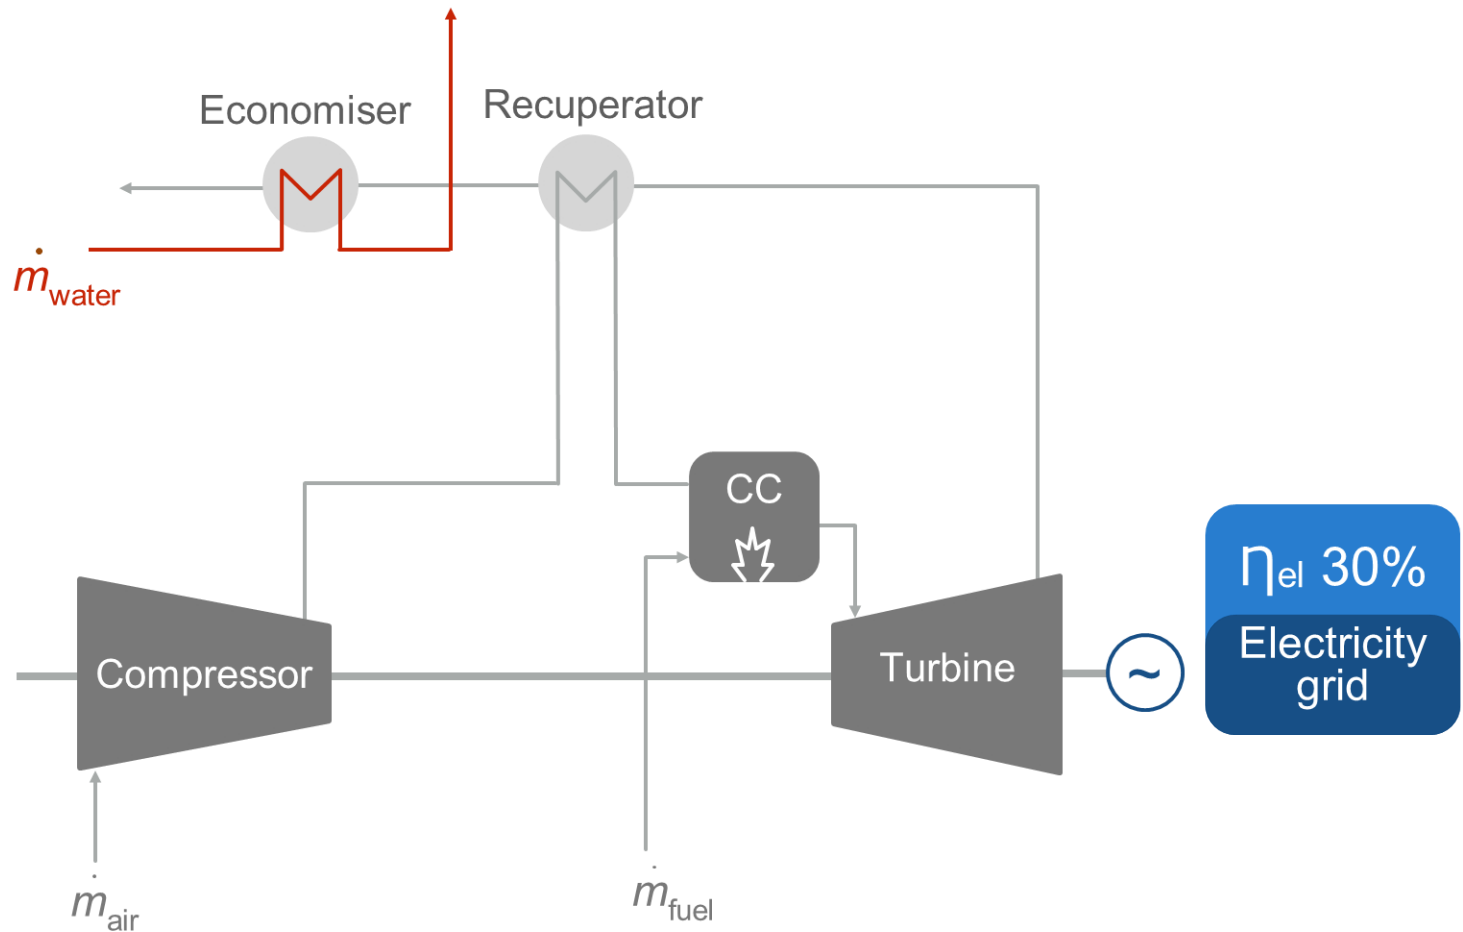 Economiser
Recuperator
ṁwater
CC
ηel 30%
Electricity
grid
Compressor
Turbine
~
ṁair
ṁfuel